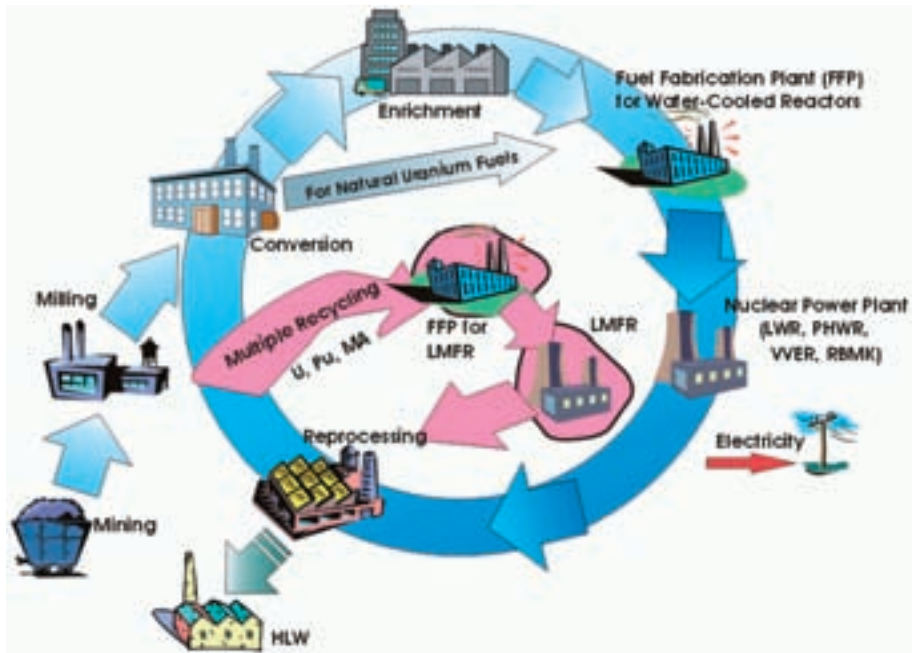 Fuel Fabrication Plant (FFP)
for Water-Cooled Reactors
Enrichment
For Natural Uranium Fuels
Conversion
Milling
Multiple Recycling
U, Pu, MA
FFP for
LMFR
LMFR
Nuclear Power Plant
(LWR, PHWR,
VVER, RBMK)
Reprocessing
Electricity
Mining
HLW